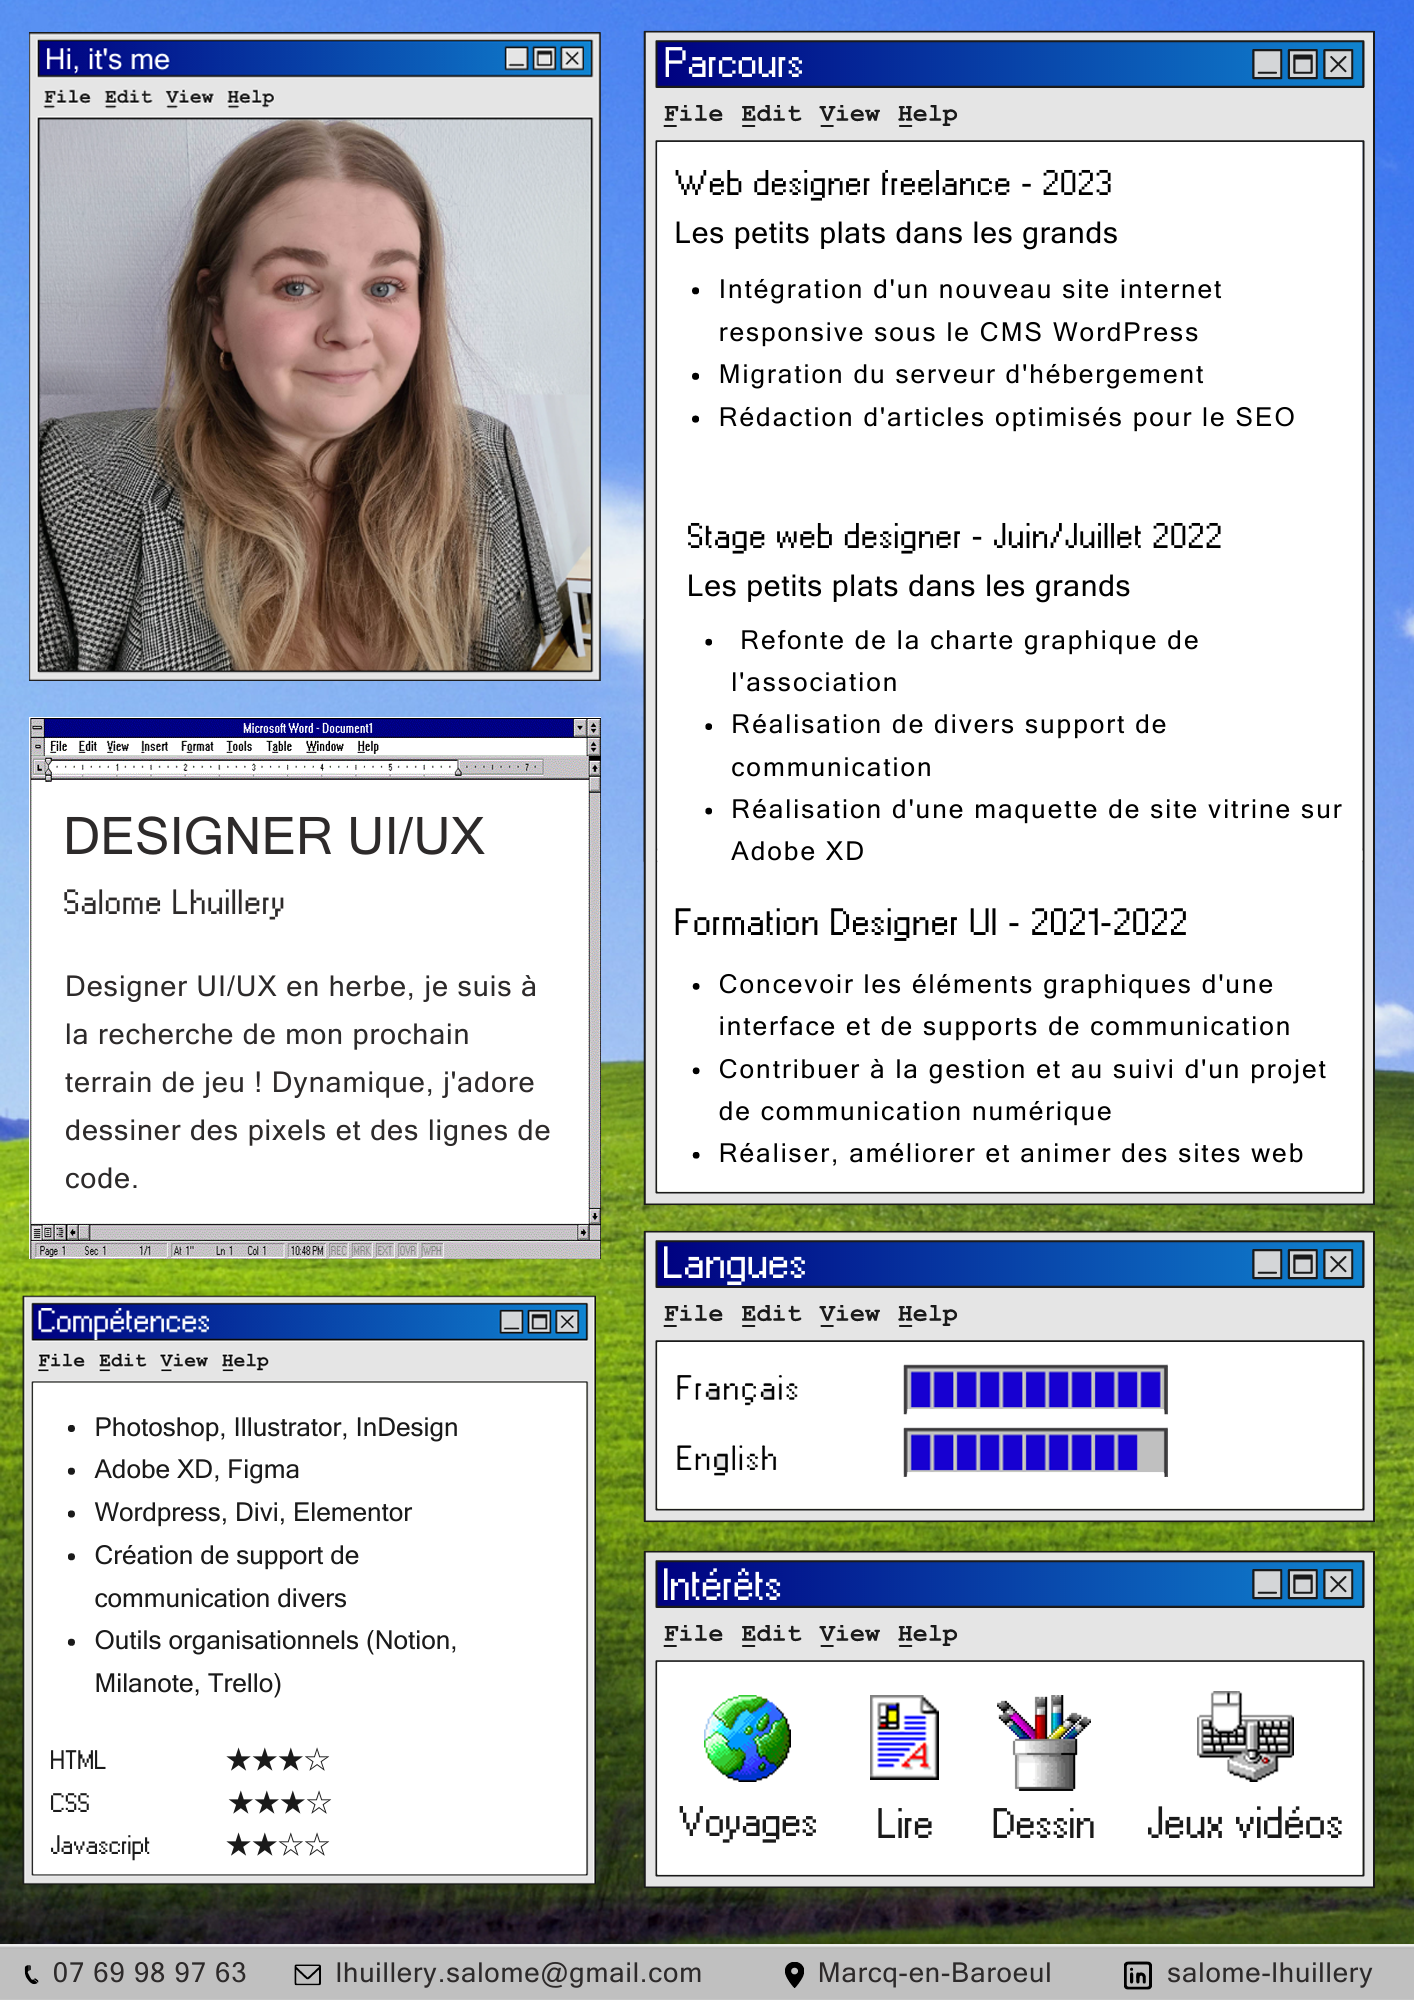 Hi, it's me
File Edit View Help
Microsoft Word - Document1
File Edit View Insert Format Tools Table Window Help
1 2 3 4 5 7
DESIGNER UI/UX
Salome Lhuillery
Designer UI/UX en herbe, je suis à
la recherche de mon prochain
terrain de jeu ! Dynamique, j'adore
dessiner des pixels et des lignes de
code.
Page 1 Sec 1 1/1 At 1" Ln 1 Col 1 10:48 PM REC MRK EXT OVR WPH
Compétences
File Edit View Help
• Photoshop, Illustrator, InDesign
• Adobe XD, Figma
• Wordpress, Divi, Elementor
• Création de support de
communication divers
• Outils organisationnels (Notion,
Milanote, Trello)
HTML ★★★☆
CSS ★★★☆
Javascript ★★☆☆
Parcours
File Edit View Help
Web designer freelance - 2023
Les petits plats dans les grands
• Intégration d'un nouveau site internet
responsive sous le CMS WordPress
• Migration du serveur d'hébergement
• Rédaction d'articles optimisés pour le SEO
Stage web designer - Juin/Juillet 2022
Les petits plats dans les grands
• Refonte de la charte graphique de
l'association
• Réalisation de divers support de
communication
• Réalisation d'une maquette de site vitrine sur
Adobe XD
Formation Designer UI - 2021-2022
• Concevoir les éléments graphiques d'une
interface et de supports de communication
• Contribuer à la gestion et au suivi d'un projet
de communication numérique
• Réaliser, améliorer et animer des sites web
Langues
File Edit View Help
Français
English
Intérêts
File Edit View Help
Voyages Lire Dessin Jeux vidéos
07 69 98 97 63 lhuillery.salome@gmail.com Marcq-en-Baroeul in salome-lhuillery